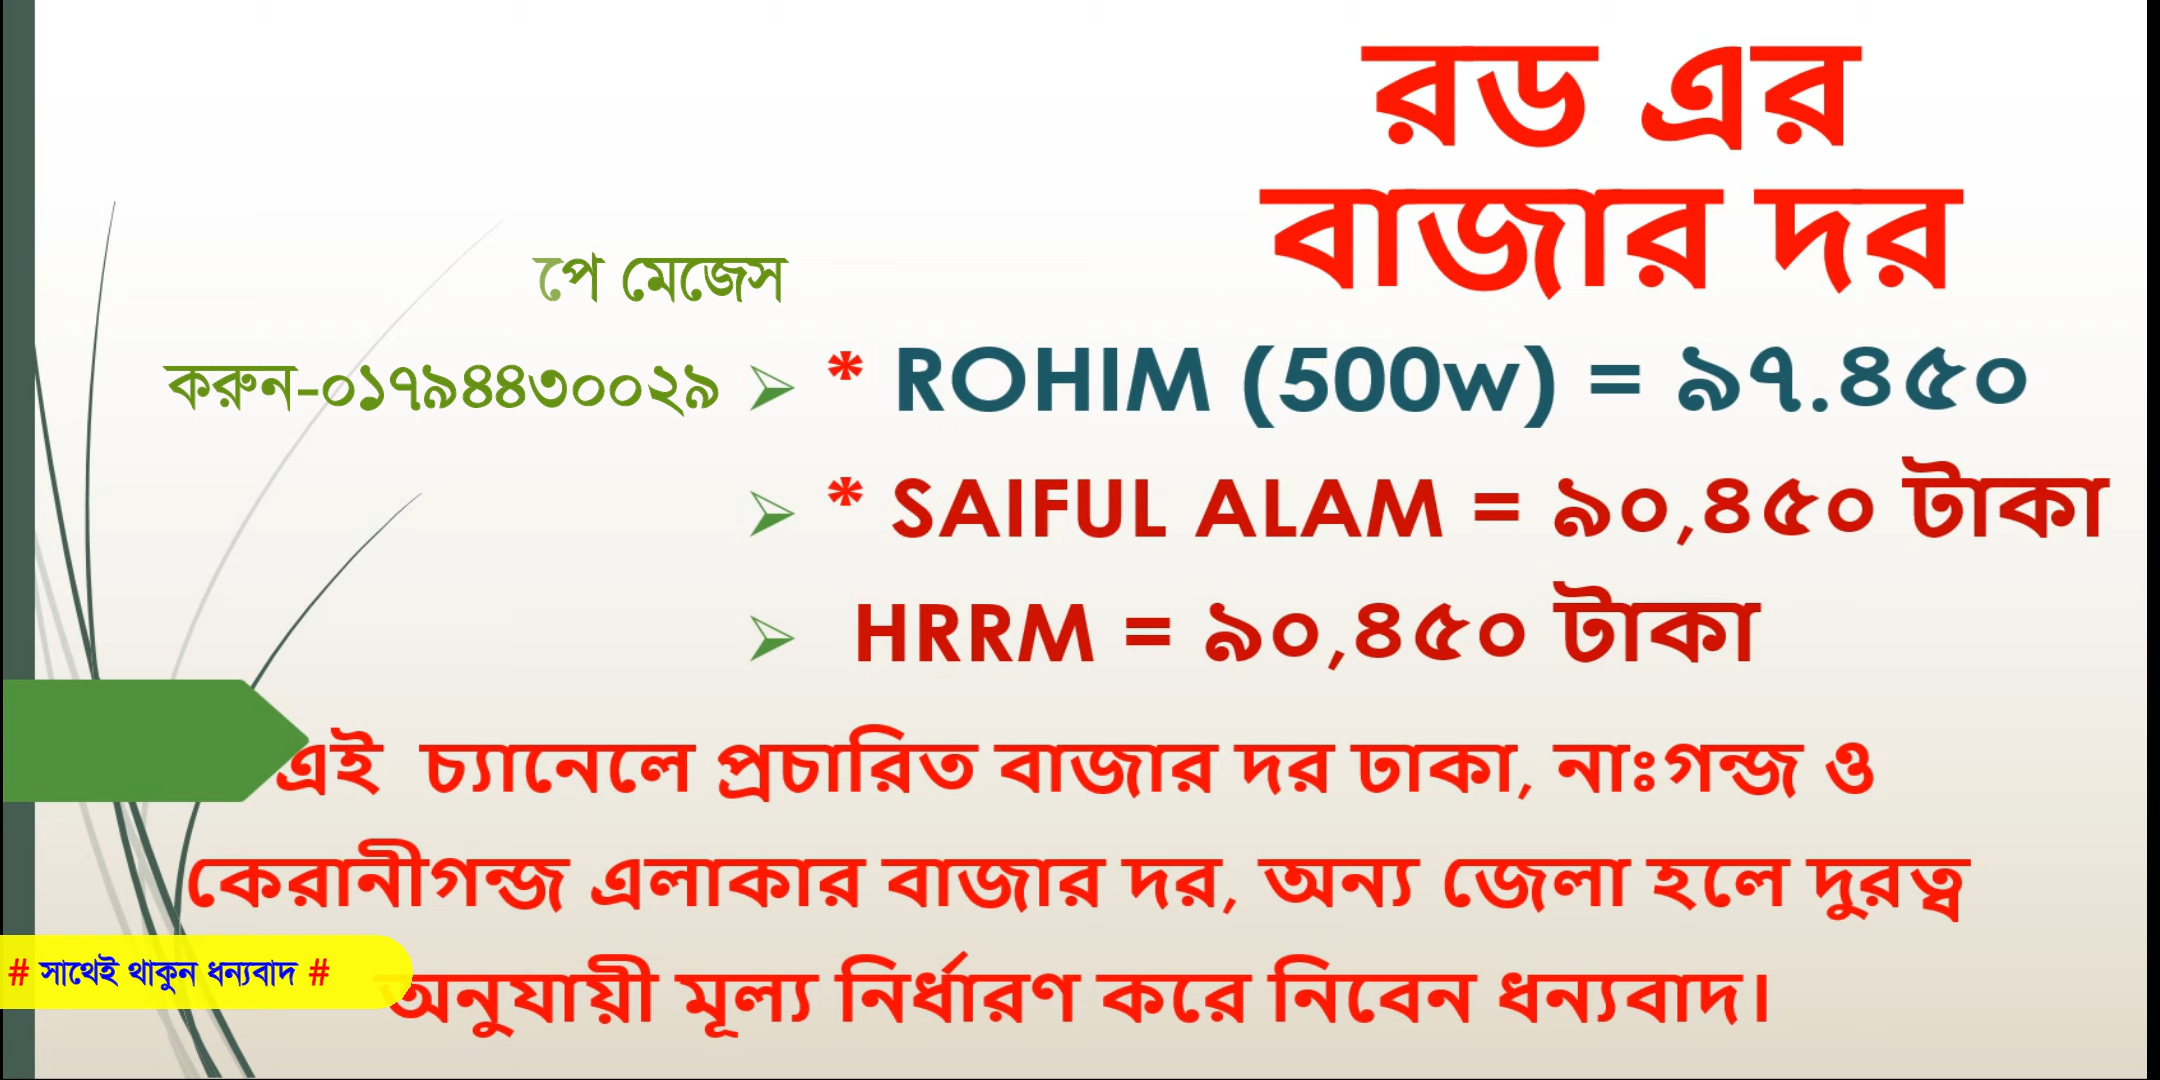 রড এর
বাজার দর
পে মেজেস
করুন-০১৭৯৪৪৩০০২৯
* ROHIM (500w) = ৯৭.৪৫০
* SAIFUL ALAM = ৯০,৪৫০ টাকা
HRRM = ৯০,৪৫০ টাকা
এই চ্যানেলে প্রচারিত বাজার দর ঢাকা, নাঃগন্জ ও
কেরানীগন্জ এলাকার বাজার দর, অন্য জেলা হলে দুরত্ব
অনুযায়ী মূল্য নির্ধারণ করে নিবেন ধন্যবাদ।
# সাথেই থাকুন ধন্যবাদ #